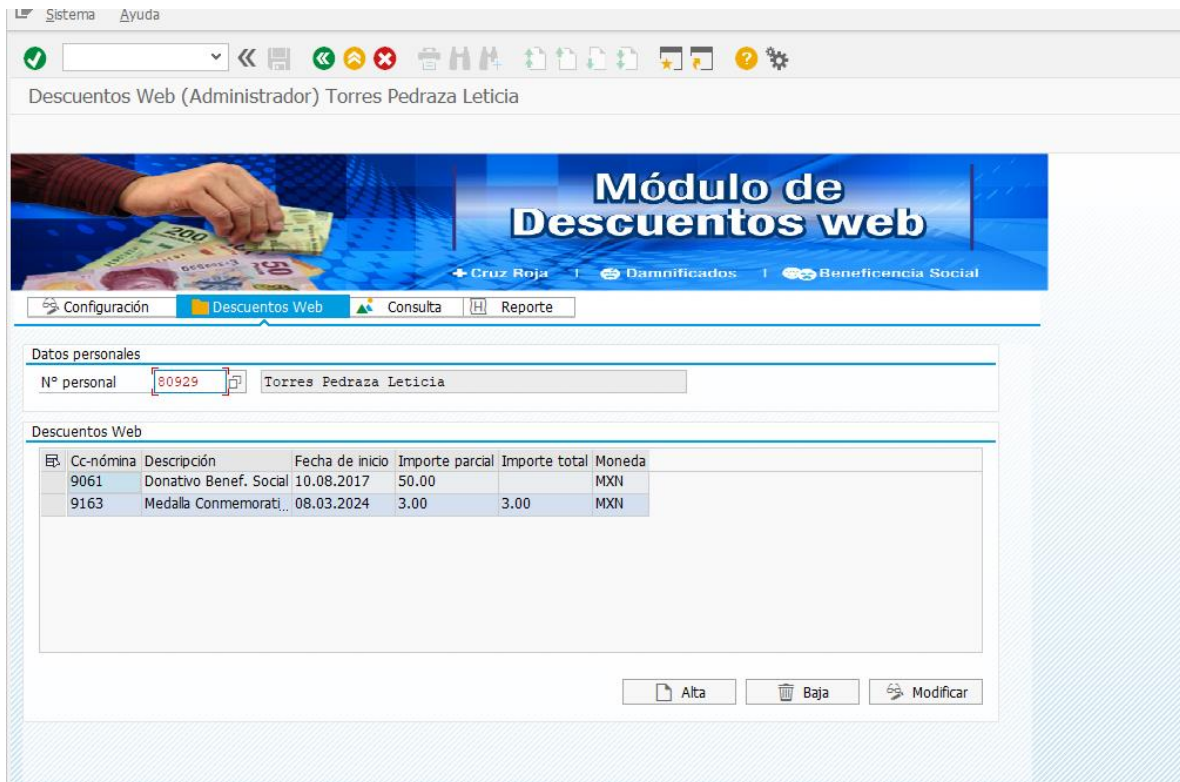 Sistema Ayuda
Descuentos Web (Administrador) Torres Pedraza Leticia
200
Módulo de
Descuentos web
Cruz Roja | Damnificados | Beneficencia Social
Configuración Descuentos Web Consulta Reporte
Datos personales
N° personal 80929 Torres Pedraza Leticia
Descuentos Web
Cc-nómina Descripción Fecha de inicio Importe parcial Importe total Moneda
9061 Donativo Benef. Social 10.08.2017 50.00 MXN
9163 Medalla Conmemorati... 08.03.2024 3.00 3.00 MXN
Alta Baja Modificar